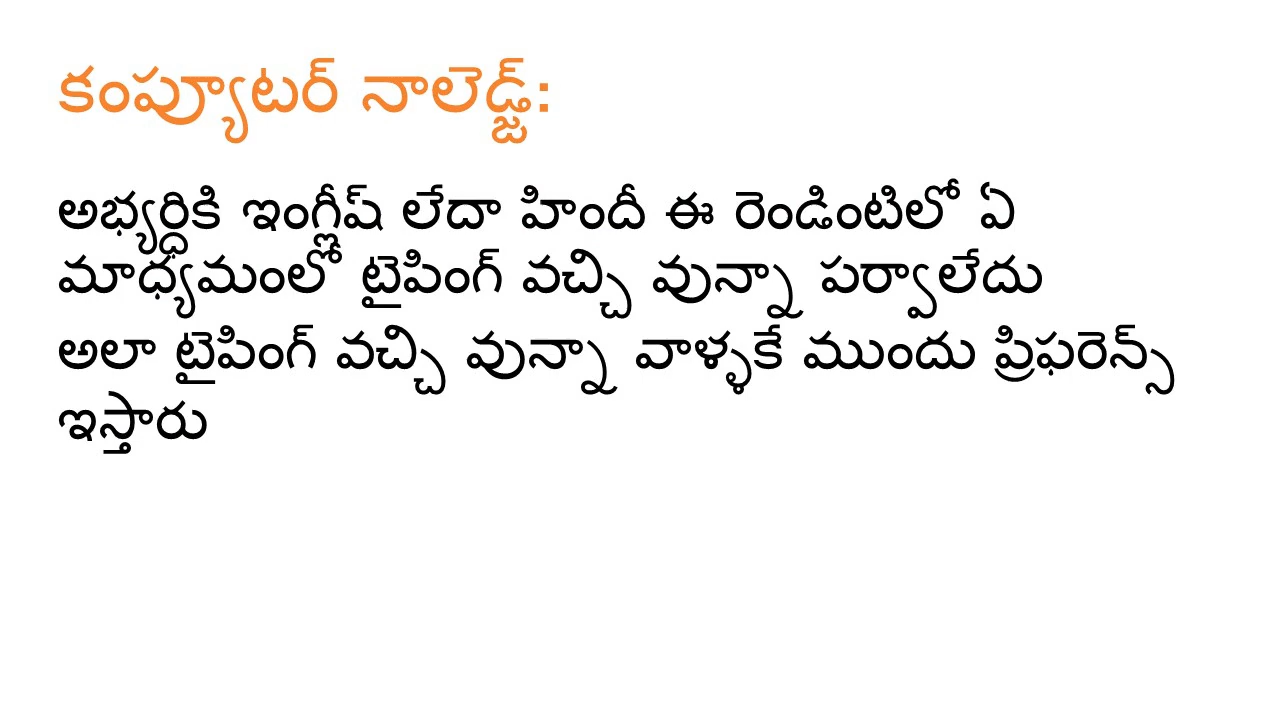 కంప్యూటర్ నాలెడ్జ్:
అభ్యర్ధికి ఇంగ్లీష్ లేదా హిందీ ఈ రెండింటిలో ఏ
మాధ్యమంలో టైపింగ్ వచ్చి వున్నా పర్వాలేదు
అలా టైపింగ్ వచ్చి వున్నా వాళ్ళకే ముందు ప్రిఫరెన్స్
ఇస్తారు